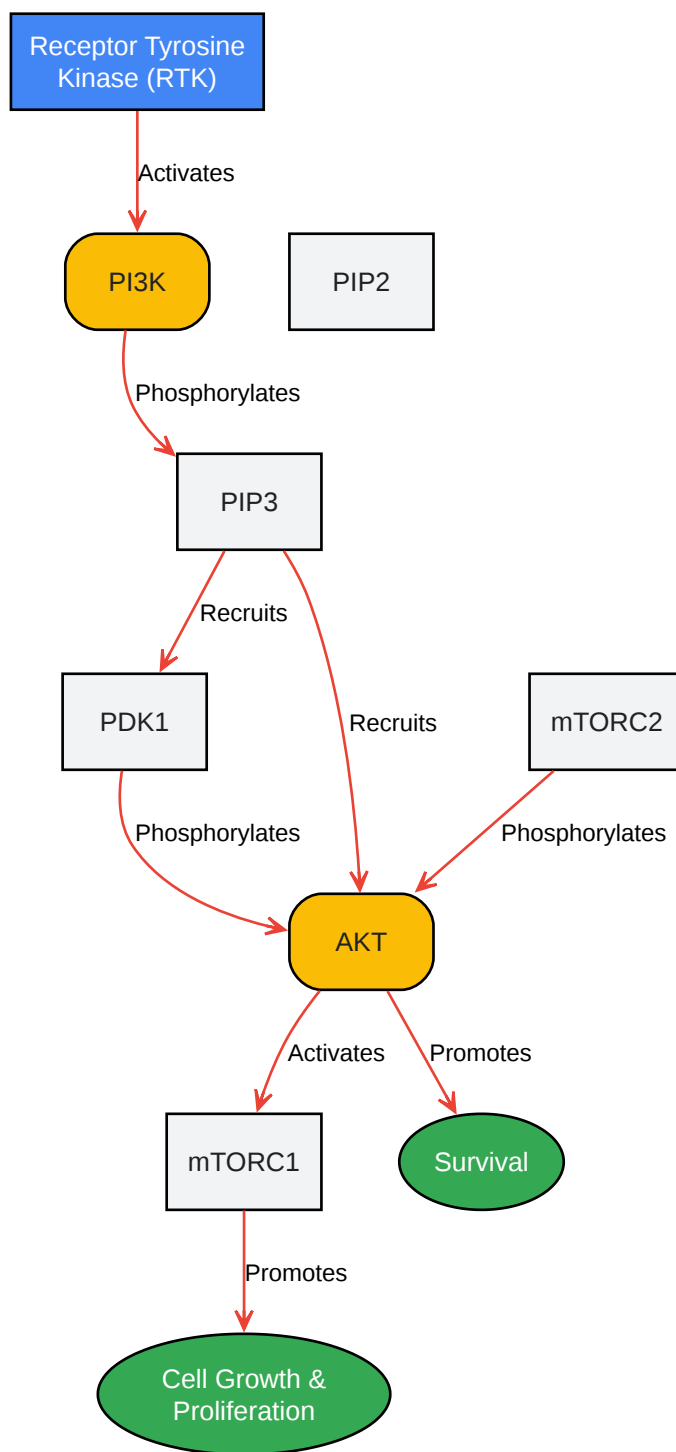 Receptor Tyrosine
Kinase (RTK)
Activates
PI3K
PIP2
Phosphorylates
PIP3
Recruits
PDK1
Recruits
mTORC2
Phosphorylates
Phosphorylates
AKT
Activates
Promotes
mTORC1
Survival
Promotes
Cell Growth &
Proliferation